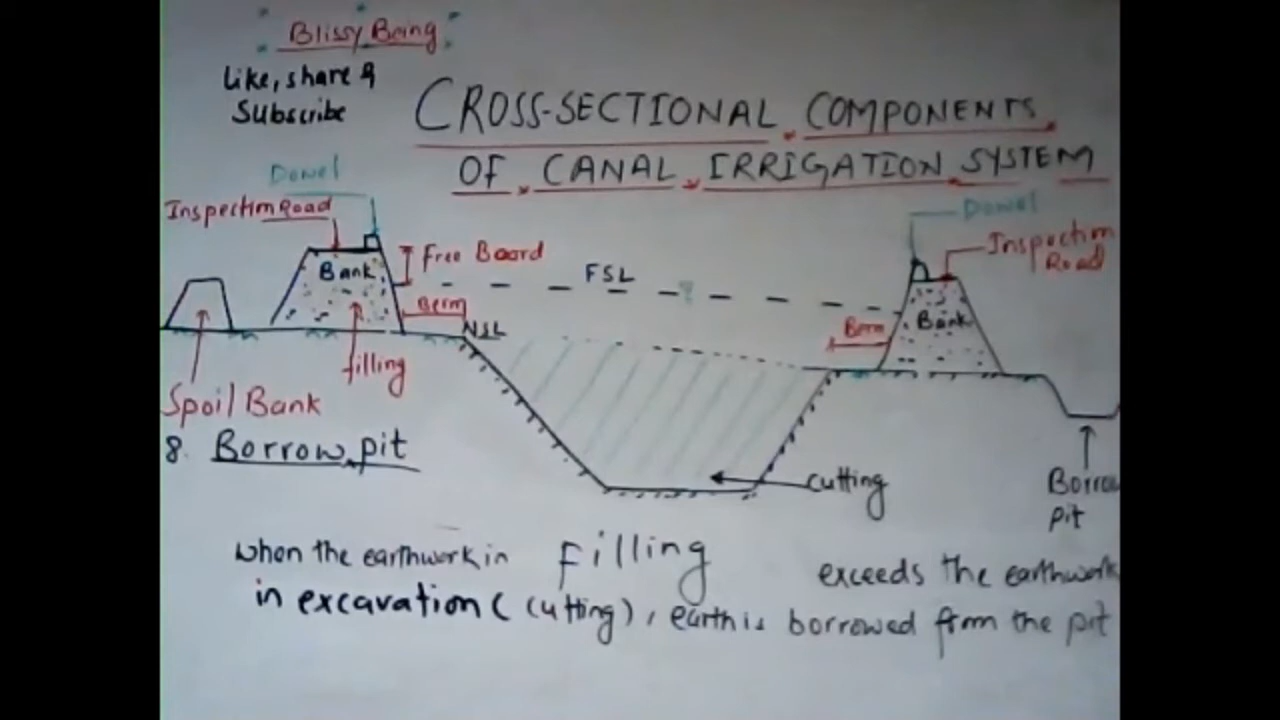 Blissy Being
Like, share &
Subscribe
CROSS-SECTIONAL COMPONENTS
OF CANAL IRRIGATION SYSTEM
Dowel
Dowel
Inspection Road
Inspection
Road
Bank
Free Board
FSL
Berm
NSL
Berm
Bank
filling
Spoil Bank
8. Borrow pit
cutting
Borrow
pit
when the earthwork in filling exceeds the earthwork
in excavation (cutting), earth is borrowed from the pit